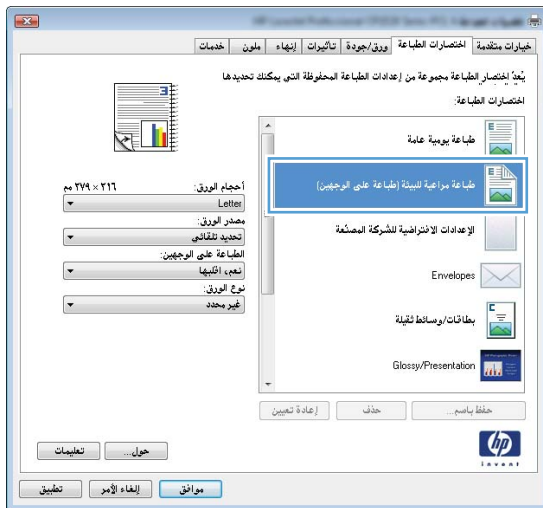 خيارات متقدمة
اختصارات الطباعة
ورق/جودة
تأثيرات
إنهاء
ملون
خدمات
يُعدّ إختصار الطباعة مجموعة من إعدادات الطباعة المحفوظة التي يمكنك تحديدها
اختصارات الطباعة:
طباعة يومية عامة
طباعة مراعية للبيئة (طباعة على الوجهين)
الإعدادات الافتراضية للشركة المصنّعة
Envelopes
بطاقات/وسائط ثقيلة
Glossy/Presentation
أحجام الورق:
٢١٦ × ٢٧٩ مم
Letter
مصدر الورق:
تحديد تلقائي
الطباعة على الوجهين:
نعم، اقلبها
نوع الورق:
غير محدد
حفظ باسم...
حذف
إعادة تعيين
hp
invent
حول...
تعليمات
موافق
إلغاء الأمر
تطبيق